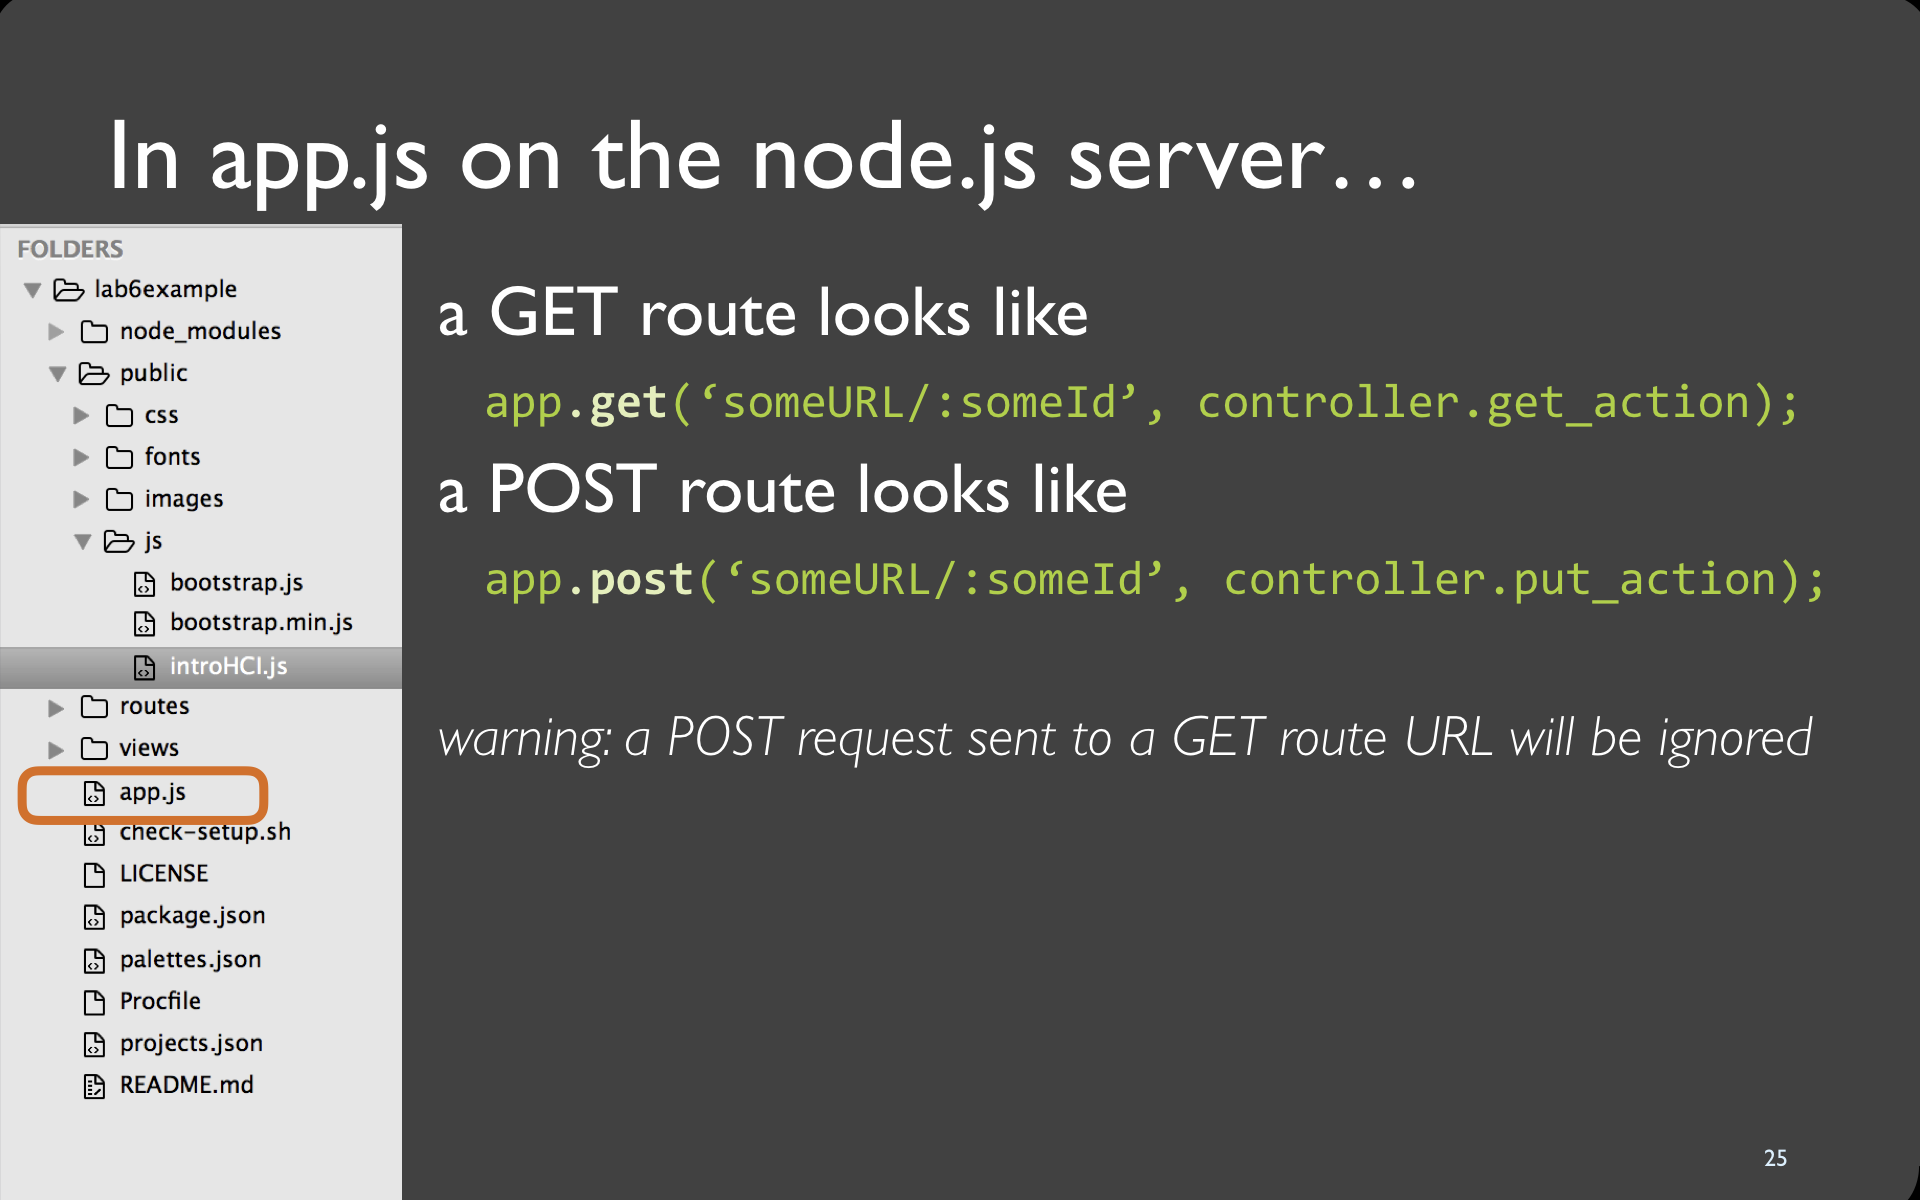 In app.js on the node.js server…
FOLDERS
lab6example
node_modules
public
css
fonts
images
js
bootstrap.js
bootstrap.min.js
introHCI.js
routes
views
app.js
check-setup.sh
LICENSE
package.json
palettes.json
Procfile
projects.json
README.md
a GET route looks like
app.get(‘someURL/:someId’, controller.get_action);
a POST route looks like
app.post(‘someURL/:someId’, controller.put_action);
warning: a POST request sent to a GET route URL will be ignored
25